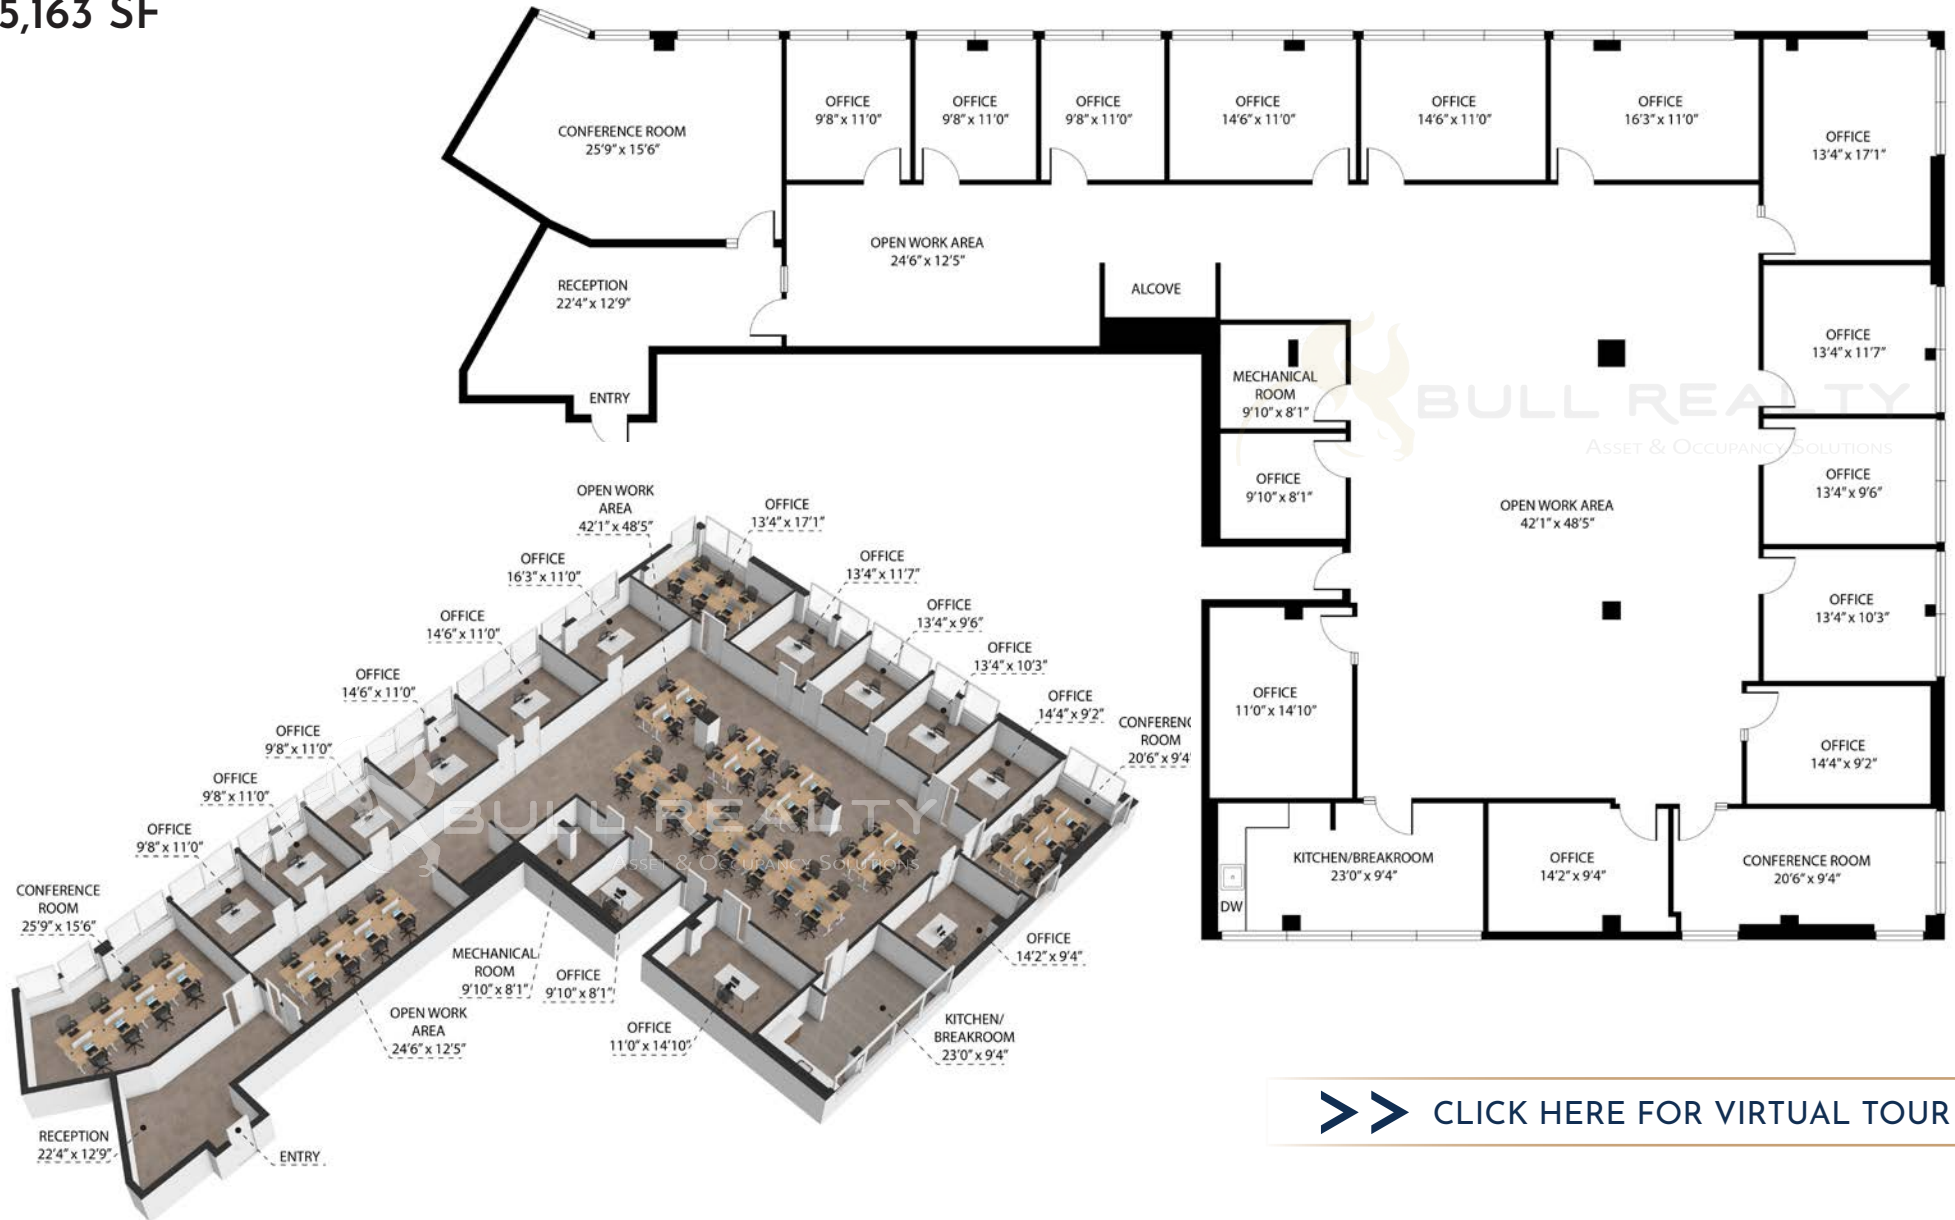 5,163 SF
CONFERENCE ROOM
25'9" x 15'6"
OFFICE
9'8" x 11'0"
OFFICE
9'8" x 11'0"
OFFICE
9'8" x 11'0"
OFFICE
14'6" x 11'0"
OFFICE
14'6" x 11'0"
OFFICE
16'3" x 11'0"
OFFICE
13'4" x 17'1"
RECEPTION
22'4" x 12'9"
OPEN WORK AREA
24'6" x 12'5"
ALCOVE
ENTRY
MECHANICAL
ROOM
9'10" x 8'1"
OFFICE
13'4" x 11'7"
BULL REALTY
ASSET & OCCUPANCY SOLUTIONS
OFFICE
9'10" x 8'1"
OPEN WORK AREA
42'1" x 48'5"
OFFICE
13'4" x 9'6"
OFFICE
13'4" x 10'3"
OFFICE
11'0" x 14'10"
OFFICE
14'4" x 9'2"
KITCHEN/BREAKROOM
23'0" x 9'4"
DW
OFFICE
14'2" x 9'4"
CONFERENCE ROOM
20'6" x 9'4"
OPEN WORK
AREA
42'1" x 48'5"
OFFICE
13'4" x 17'1"
OFFICE
16'3" x 11'0"
OFFICE
13'4" x 11'7"
OFFICE
14'6" x 11'0"
OFFICE
13'4" x 9'6"
OFFICE
14'6" x 11'0"
OFFICE
13'4" x 10'3"
OFFICE
9'8" x 11'0"
OFFICE
14'4" x 9'2"
OFFICE
9'8" x 11'0"
CONFERENC
ROOM
20'6" x 9'4"
OFFICE
9'8" x 11'0"
BULL REALTY
ASSET & OCCUPANCY SOLUTIONS
CONFERENCE
ROOM
25'9" x 15'6"
MECHANICAL
ROOM
9'10" x 8'1"
OFFICE
9'10" x 8'1"
OFFICE
14'2" x 9'4"
OPEN WORK
AREA
24'6" x 12'5"
OFFICE
11'0" x 14'10"
KITCHEN/
BREAKROOM
23'0" x 9'4"
RECEPTION
22'4" x 12'9"
ENTRY
>> CLICK HERE FOR VIRTUAL TOUR